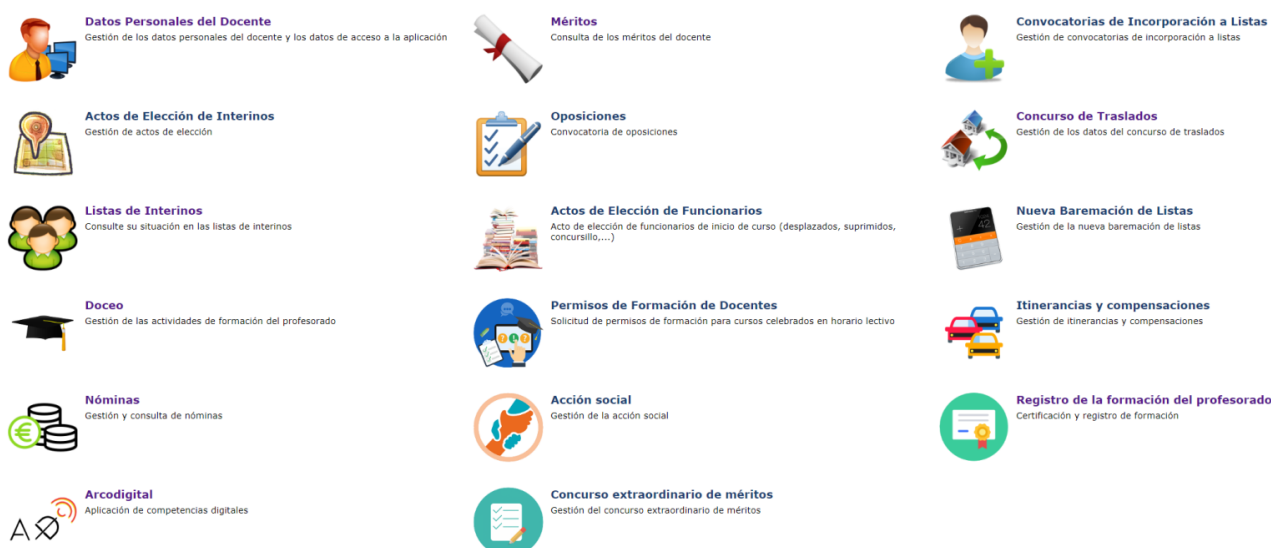 Datos Personales del Docente
Gestión de los datos personales del docente y los datos de acceso a la aplicación
Méritos
Consulta de los méritos del docente
Convocatorias de Incorporación a Listas
Gestión de convocatorias de incorporación a listas
Actos de Elección de Interinos
Gestión de actos de elección
Oposiciones
Convocatoria de oposiciones
Concurso de Traslados
Gestión de los datos del concurso de traslados
Listas de Interinos
Consulte su situación en las listas de interinos
Actos de Elección de Funcionarios
Acto de elección de funcionarios de inicio de curso (desplazados, suprimidos,
concursillo,...)
Nueva Baremación de Listas
Gestión de la nueva baremación de listas
Doceo
Gestión de las actividades de formación del profesorado
Permisos de Formación de Docentes
Solicitud de permisos de formación para cursos celebrados en horario lectivo
Itinerancias y compensaciones
Gestión de itinerancias y compensaciones
Nóminas
Gestión y consulta de nóminas
Acción social
Gestión de la acción social
Registro de la formación del profesorado
Certificación y registro de formación
Arcodigital
Aplicación de competencias digitales
Concurso extraordinario de méritos
Gestión del concurso extraordinario de méritos